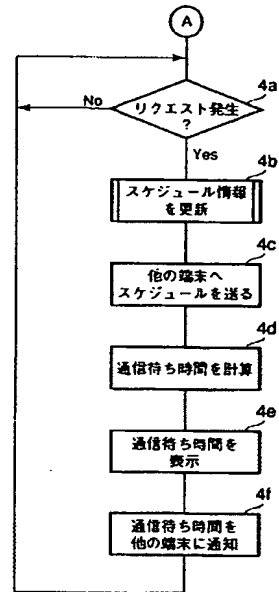 A
4a
リクエスト発生
?
No
Yes
4b
スケジュール情報
を更新
4c
他の端末へ
スケジュールを送る
4d
通信待ち時間を計算
4e
通信待ち時間を
表示
4f
通信待ち時間を
他の端末に通知